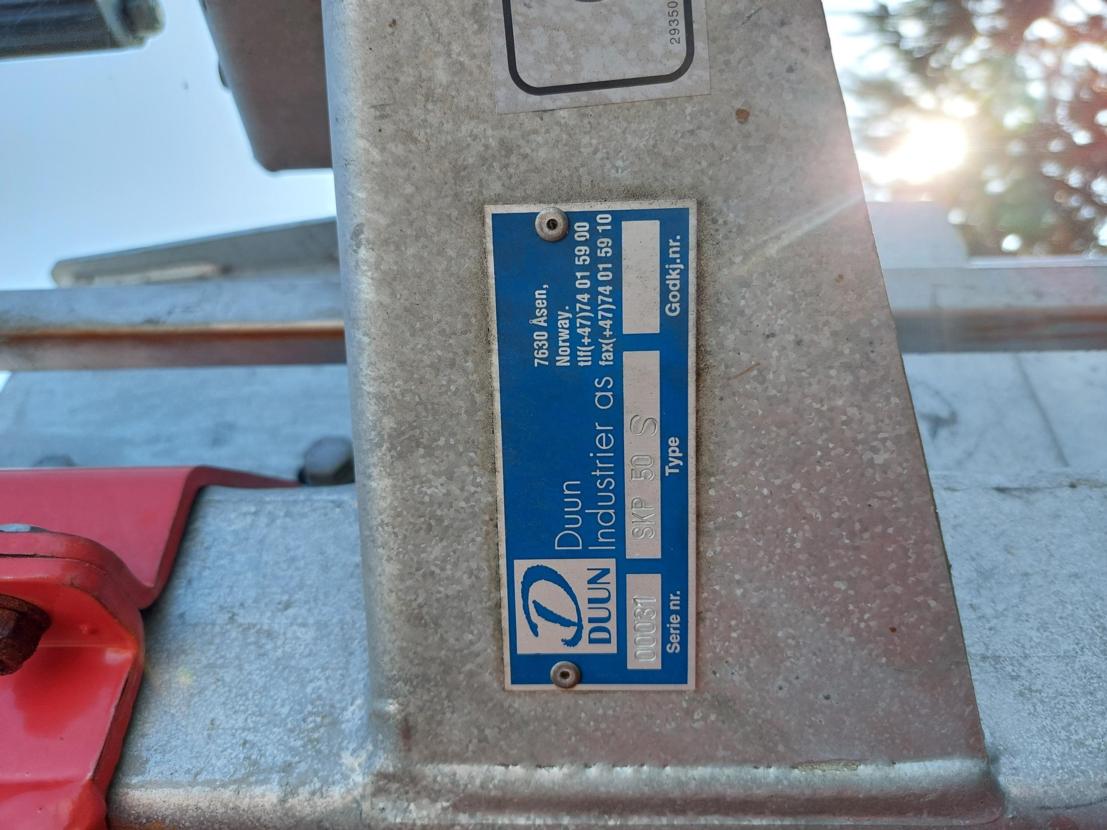 29350
7630 Åsen,
Norway.
tlf(+47)74 01 59 00
fax(+47)74 01 59 10
DUUN
Duun
Industrier as
00031
SKP 50 S
Serie nr.
Type
Godkj.nr.